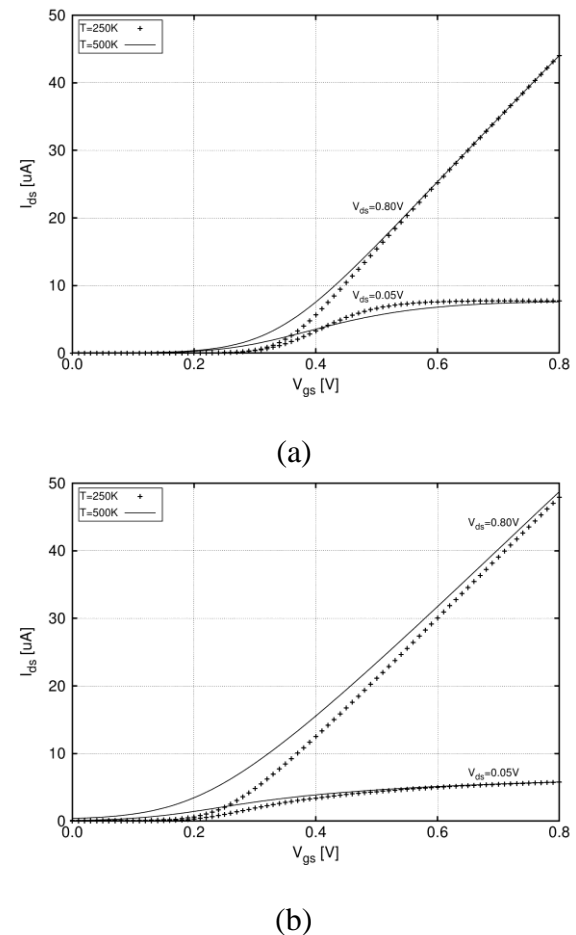 50
T=250K +
T=500K
40
30
I_ds [uA]
20
V_ds=0.80V
10
V_ds=0.05V
0
0.0 0.2 0.4 0.6 0.8
V_gs [V]
(a)
50
T=250K +
T=500K
V_ds=0.80V
40
30
I_ds [uA]
20
10
V_ds=0.05V
0
0.0 0.2 0.4 0.6 0.8
V_gs [V]
(b)